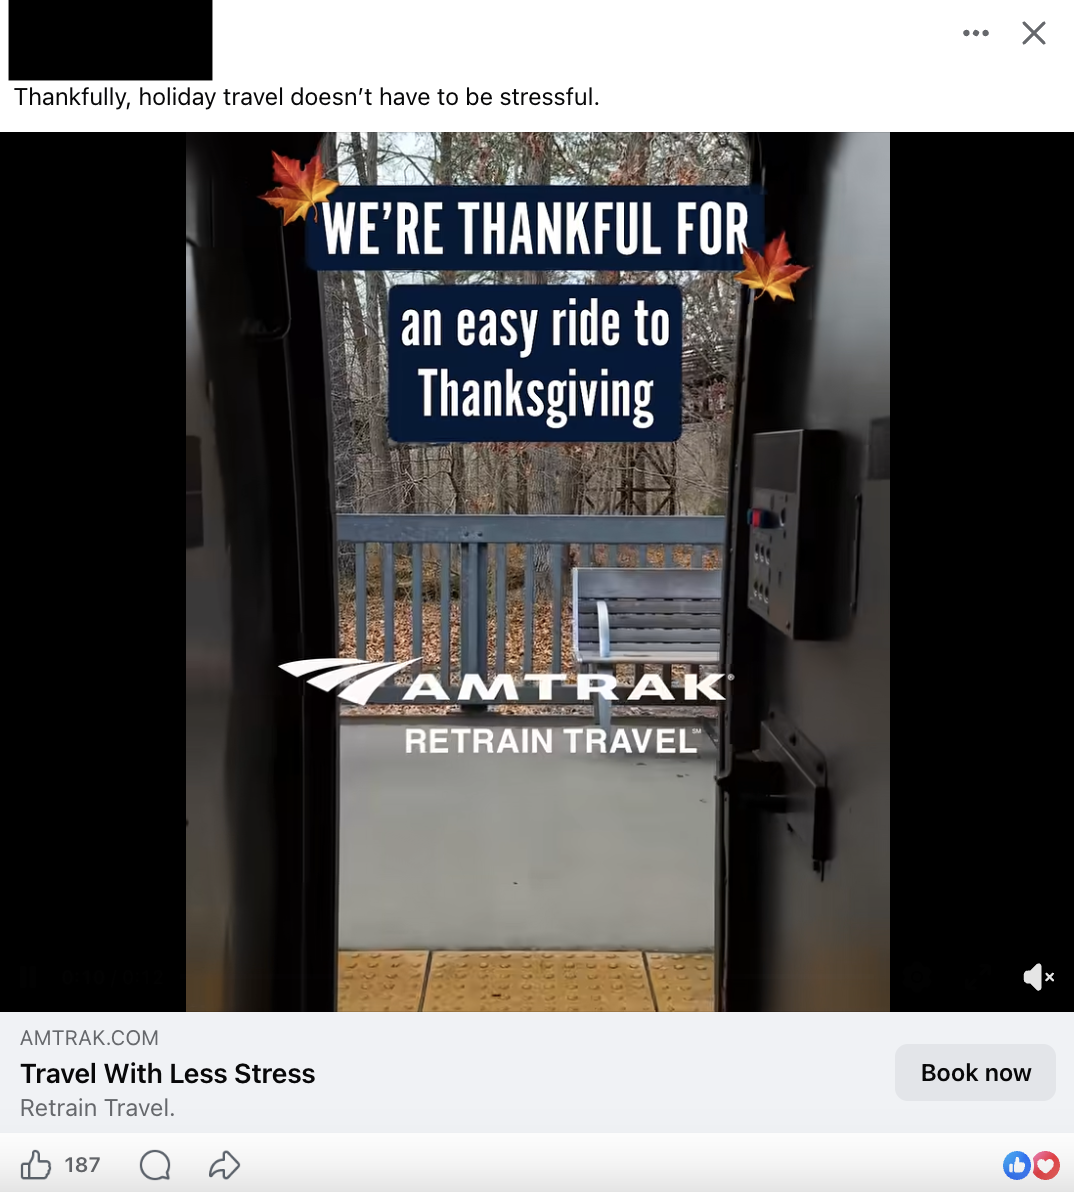 Thankfully, holiday travel doesn’t have to be stressful.
WE’RE THANKFUL FOR
an easy ride to
Thanksgiving
AMTRAK®
RETRAIN TRAVEL℠
AMTRAK.COM
Travel With Less Stress
Book now
Retrain Travel.
187